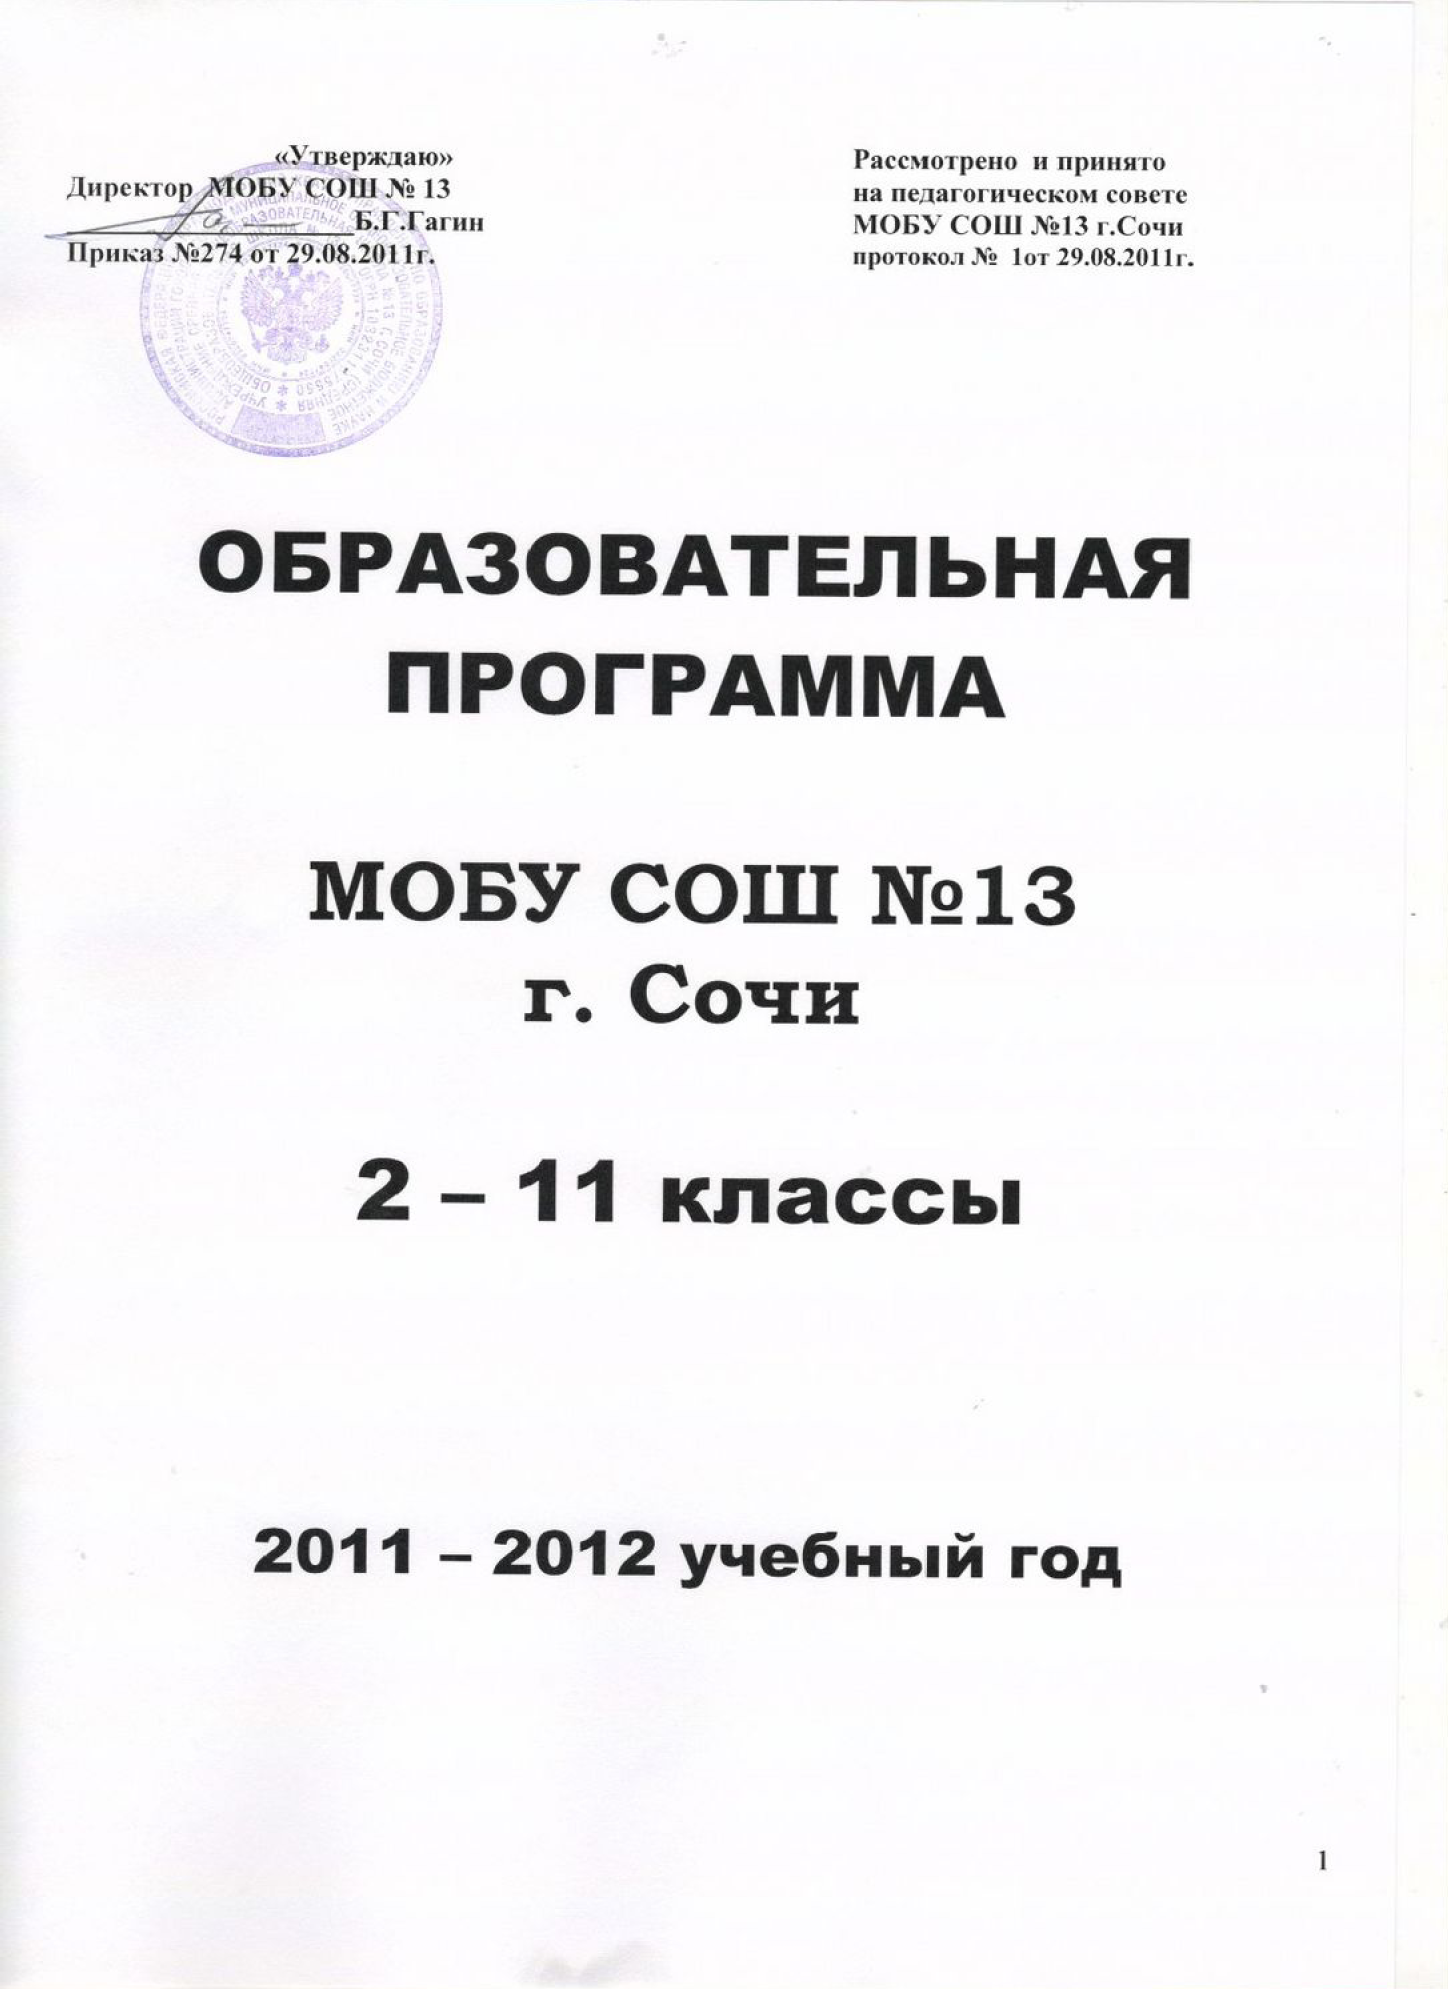 «Утверждаю»
Директор МОБУ СОШ № 13
Б.Г.Гагин
Приказ №274 от 29.08.2011г.
Рассмотрено и принято
на педагогическом совете
МОБУ СОШ №13 г.Сочи
протокол № 1от 29.08.2011г.
ОБРАЗОВАТЕЛЬНАЯ
ПРОГРАММА
МОБУ СОШ №13
г. Сочи
2 – 11 классы
2011 – 2012 учебный год
1